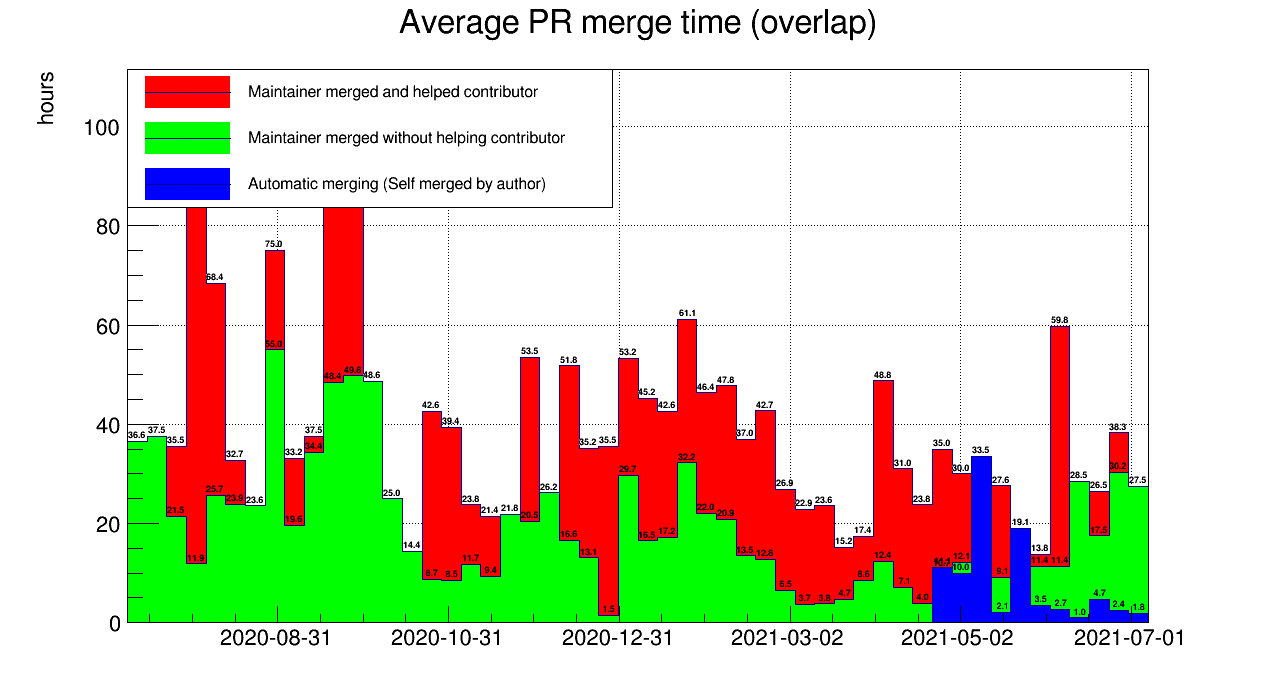 Average PR merge time (overlap)
hours
Maintainer merged and helped contributor
Maintainer merged without helping contributor
Automatic merging (Self merged by author)
100
80
60
40
20
0
36.6 37.5 35.5 68.4 32.7 23.6 75.0 33.2 37.5 48.6 25.0 14.4 42.6 39.4 23.8 21.4 21.8 53.5 26.2 51.8 35.2 35.5 53.2 45.2 42.6 61.1 46.4 47.8 37.0 42.7 26.9 22.9 23.6 15.2 17.4 48.8 31.0 23.8 35.0 30.0 33.5 27.6 19.1 13.8 59.8 28.5 26.5 38.3 27.5
21.5 11.9 25.7 23.9 55.0 19.6 34.4 48.4 49.8 8.7 8.5 11.7 9.4 20.5 16.6 13.1 1.5 29.7 16.5 17.2 32.2 22.0 20.9 13.5 12.8 6.5 3.7 3.8 4.7 8.6 12.4 7.1 4.0 12.1 9.1 11.4 11.4 17.5 30.2
10.0 2.1 3.5 2.7 1.0 4.7 2.4 1.8
2020-08-31 2020-10-31 2020-12-31 2021-03-02 2021-05-02 2021-07-01